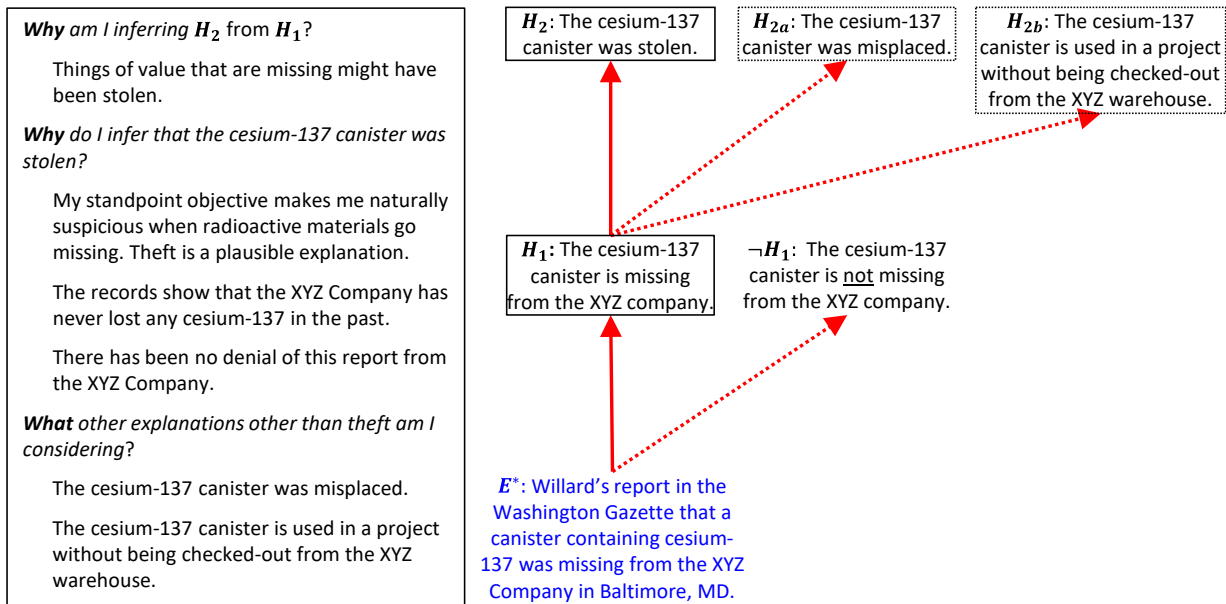 Why am I inferring H₂ from H₁?
Things of value that are missing might have
been stolen.
Why do I infer that the cesium-137 canister was
stolen?
My standpoint objective makes me naturally
suspicious when radioactive materials go
missing. Theft is a plausible explanation.
The records show that the XYZ Company has
never lost any cesium-137 in the past.
There has been no denial of this report from
the XYZ Company.
What other explanations other than theft am I
considering?
The cesium-137 canister was misplaced.
The cesium-137 canister is used in a project
without being checked-out from the XYZ
warehouse.
H₂: The cesium-137
canister was stolen.
H₂ₐ: The cesium-137
canister was misplaced.
H2b: The cesium-137
canister is used in a project
without being checked-out
from the XYZ warehouse.
H₁: The cesium-137
canister is missing
from the XYZ company.
¬H₁: The cesium-137
canister is not missing
from the XYZ company.
E*: Willard’s report in the
Washington Gazette that a
canister containing cesium-
137 was missing from the XYZ
Company in Baltimore, MD.